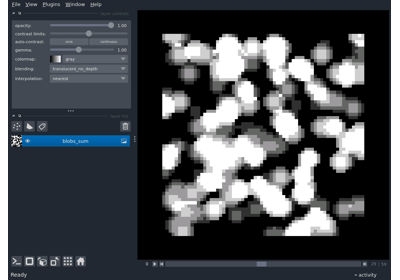 File View Plugins Window Help
opacity: 1.00
contrast limits:
auto-contrast: once continuous
gamma: 1.00
colormap: gray
blending: translucent_no_depth
interpolation: nearest
blobs_sum
Ready
activity